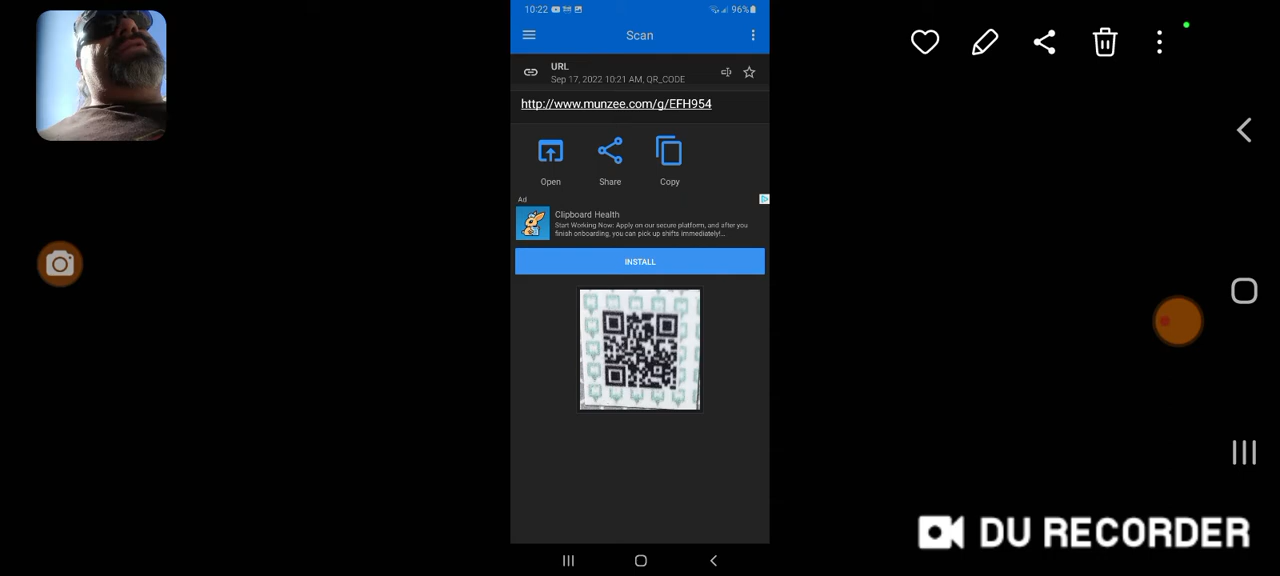 10:22
96%
Scan
URL
Sep 17, 2022 10:21 AM, QR_CODE
http://www.munzee.com/g/EFH954
Open Share Copy
Ad
Clipboard Health
Start Working Now: Apply on our secure platform, and after you
finish onboarding, you can pick up shifts immediately!...
INSTALL
DU RECORDER